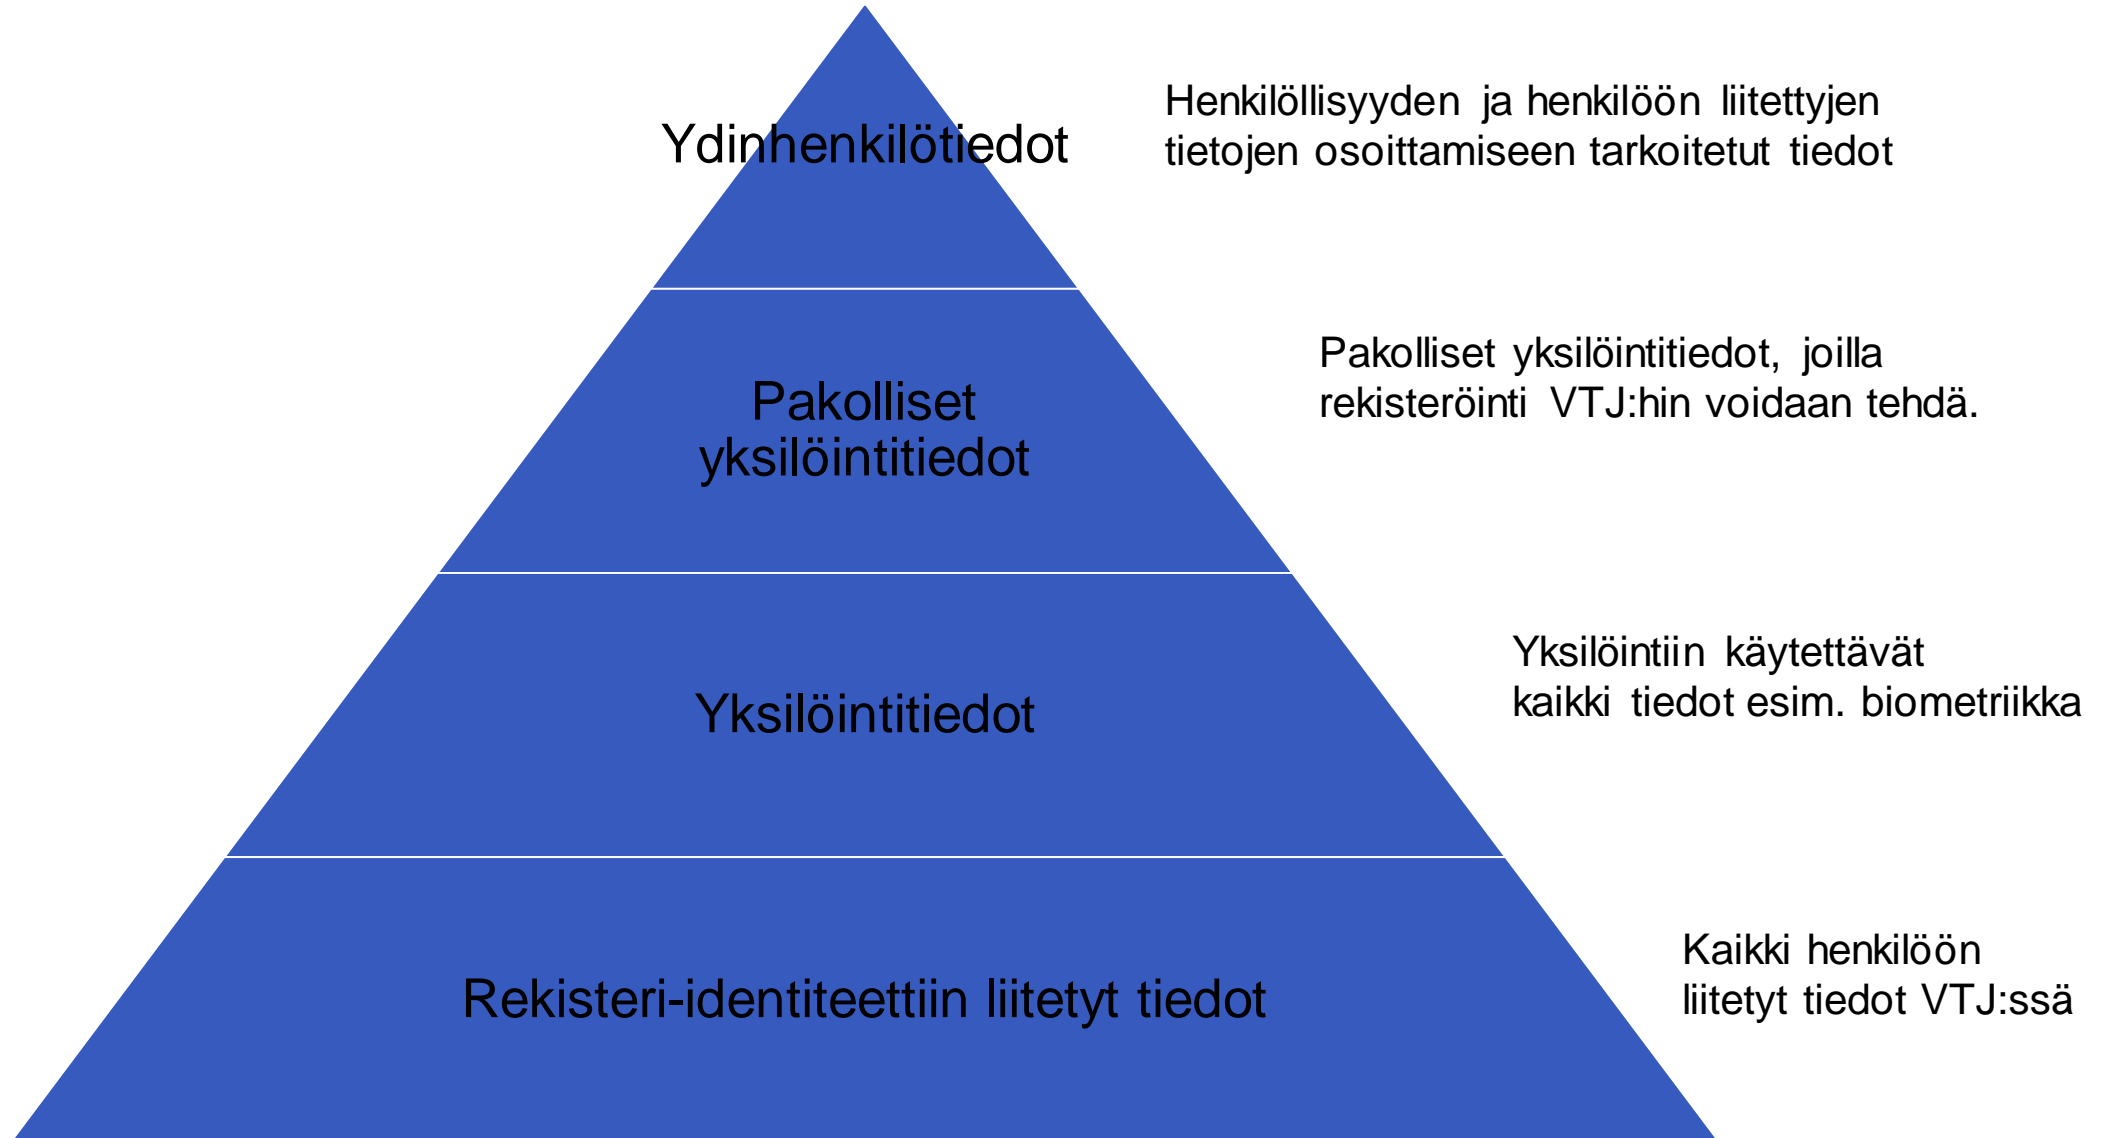 Ydinhenkilötiedot
Henkilöllisyyden ja henkilöön liitettyjen
tietojen osoittamiseen tarkoitetut tiedot
Pakolliset
yksilöintitiedot
Pakolliset yksilöintitiedot, joilla
rekisteröinti VTJ:hin voidaan tehdä.
Yksilöintitiedot
Yksilöintiin käytettävät
kaikki tiedot esim. biometriikka
Rekisteri-identiteettiin liitetyt tiedot
Kaikki henkilöön
liitetyt tiedot VTJ:ssä